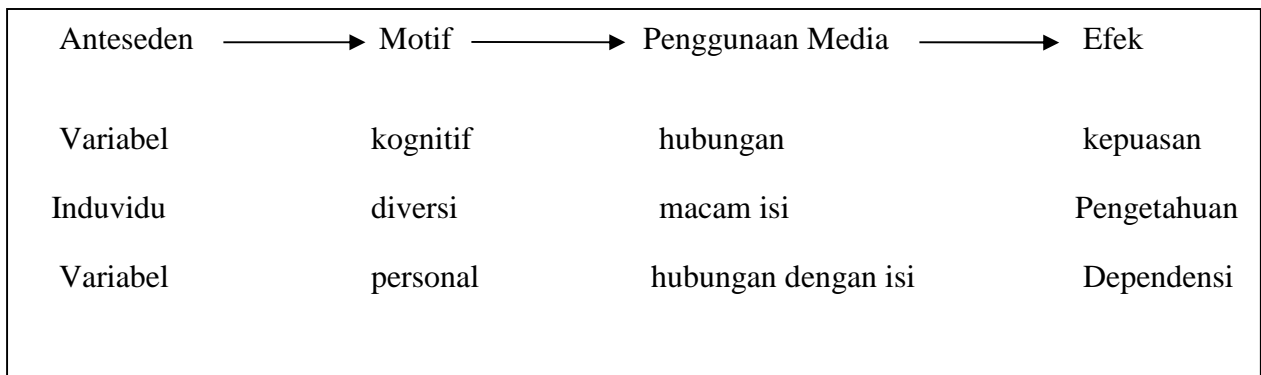 Anteseden Motif Penggunaan Media Efek
Variabel kognitif hubungan kepuasan
Induvidu diversi macam isi Pengetahuan
Variabel personal hubungan dengan isi Dependensi